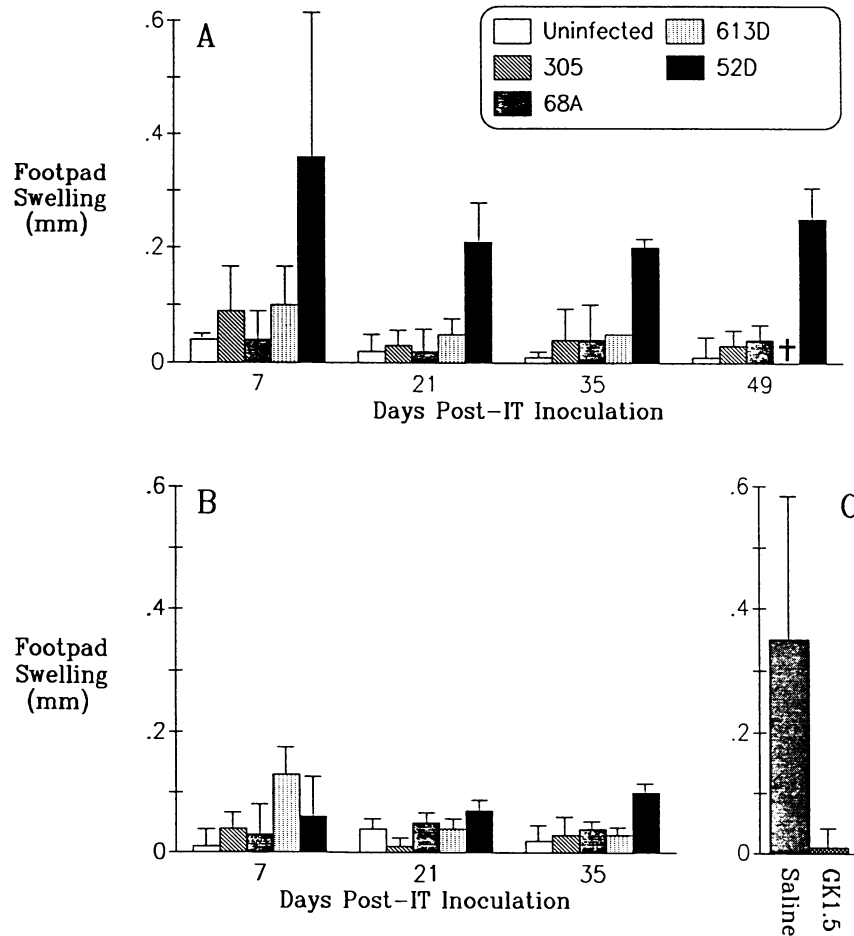 A
Uninfected
613D
305
52D
68A
.6
.4
.2
0
Footpad
Swelling
(mm)
7
21
35
49
†
Days Post-IT Inoculation
B
.6
.4
.2
0
Footpad
Swelling
(mm)
7
21
35
Days Post-IT Inoculation
.6
.4
.2
0
Saline
GK1.5